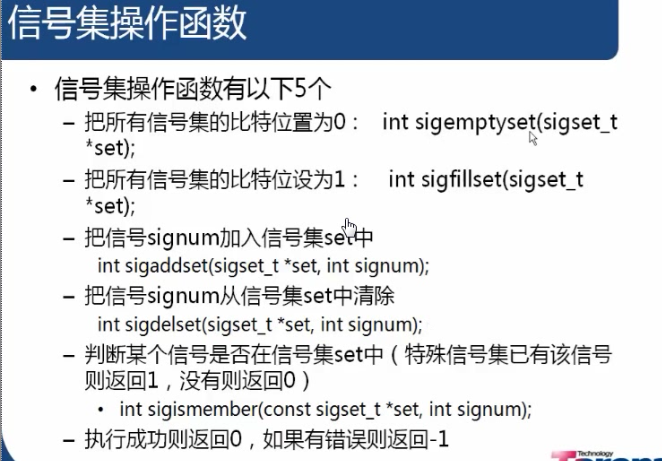 信号集操作函数
• 信号集操作函数有以下5个
– 把所有信号集的比特位置为0： int sigemptyset(sigset_t
*set);
– 把所有信号集的比特位设为1： int sigfillset(sigset_t
*set);
– 把信号signum加入信号集set中
int sigaddset(sigset_t *set, int signum);
– 把信号signum从信号集set中清除
int sigdelset(sigset_t *set, int signum);
– 判断某个信号是否在信号集set中（特殊信号集已有该信号
则返回1，没有则返回0）
• int sigismember(const sigset_t *set, int signum);
– 执行成功则返回0，如果有错误则返回-1
Technology